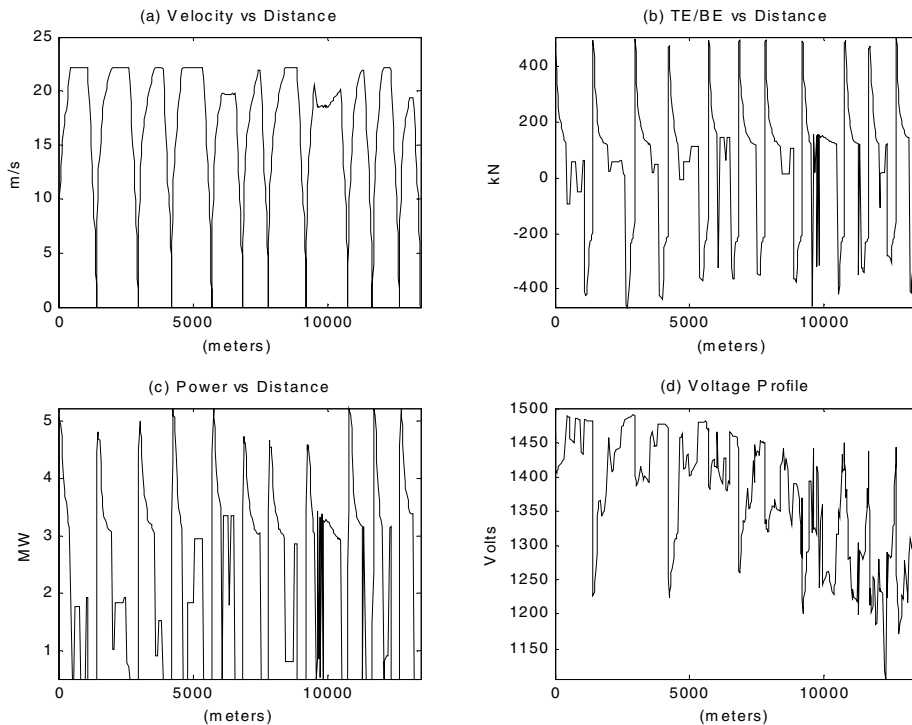 (a) Velocity vs Distance
25
20
15
10
5
0
m/s
0 5000 10000
(meters)
(b) TE/BE vs Distance
400
200
0
-200
-400
kN
0 5000 10000
(meters)
(c) Power vs Distance
5
4
3
2
1
MW
0 5000 10000
(meters)
(d) Voltage Profile
1500
1450
1400
1350
1300
1250
1200
1150
Volts
0 5000 10000
(meters)